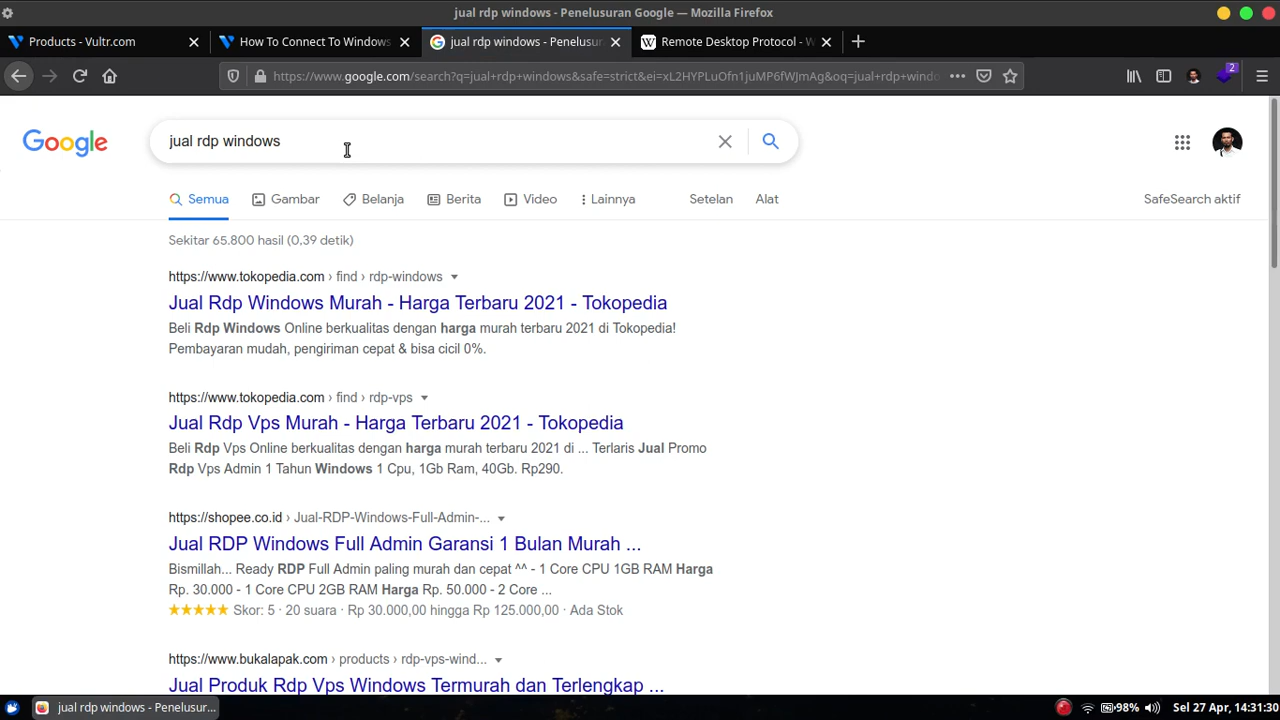 jual rdp windows - Penelusuran Google — Mozilla Firefox
Products - Vultr.com
How To Connect To Windows
jual rdp windows - Penelusur
Remote Desktop Protocol - W
https://www.google.com/search?q=jual+rdp+windows&safe=strict&ei=xL2HYPLuOfn1juMP6fWJmAg&oq=jual+rdp+windo
2
Google
jual rdp windows
Semua
Gambar
Belanja
Berita
Video
Lainnya
Setelan
Alat
SafeSearch aktif
Sekitar 65.800 hasil (0,39 detik)
https://www.tokopedia.com › find › rdp-windows
Jual Rdp Windows Murah - Harga Terbaru 2021 - Tokopedia
Beli Rdp Windows Online berkualitas dengan harga murah terbaru 2021 di Tokopedia!
Pembayaran mudah, pengiriman cepat & bisa cicil 0%.
https://www.tokopedia.com › find › rdp-vps
Jual Rdp Vps Murah - Harga Terbaru 2021 - Tokopedia
Beli Rdp Vps Online berkualitas dengan harga murah terbaru 2021 di ... Terlaris Jual Promo
Rdp Vps Admin 1 Tahun Windows 1 Cpu, 1Gb Ram, 40Gb. Rp290.
https://shopee.co.id › Jual-RDP-Windows-Full-Admin-...
Jual RDP Windows Full Admin Garansi 1 Bulan Murah ...
Bismillah... Ready RDP Full Admin paling murah dan cepat ^^ - 1 Core CPU 1GB RAM Harga
Rp. 30.000 - 1 Core CPU 2GB RAM Harga Rp. 50.000 - 2 Core ...
★★★★★ Skor: 5 · 20 suara · Rp 30.000,00 hingga Rp 125.000,00 · Ada Stok
https://www.bukalapak.com › products › rdp-vps-wind...
Jual Produk Rdp Vps Windows Termurah dan Terlengkap ...
jual rdp windows - Penelusur...
98%
Sel 27 Apr, 14:31:30